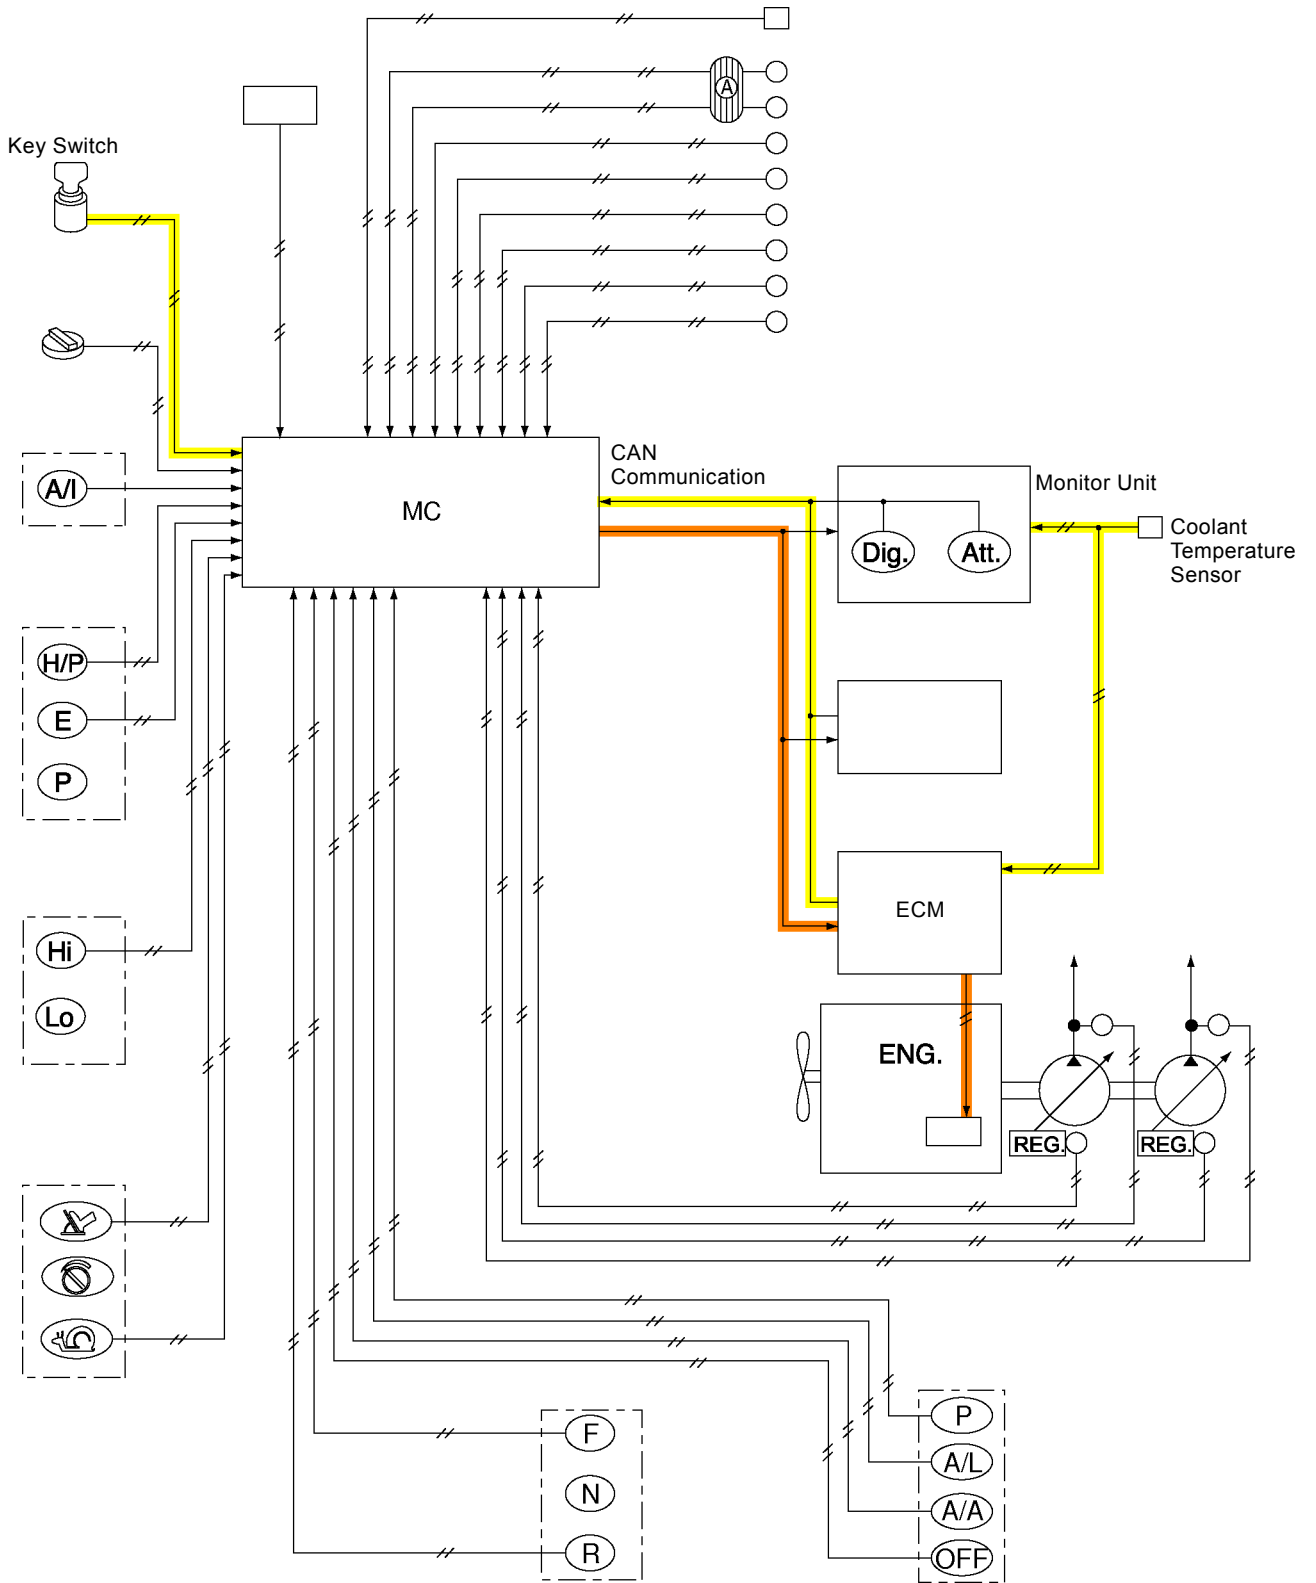 A
Key Switch
A/I
MC
CAN
Communication
Monitor Unit
Dig.
Att.
Coolant
Temperature
Sensor
H/P
E
P
ECM
Hi
Lo
ENG.
REG.
REG.
F
N
R
P
A/L
A/A
OFF